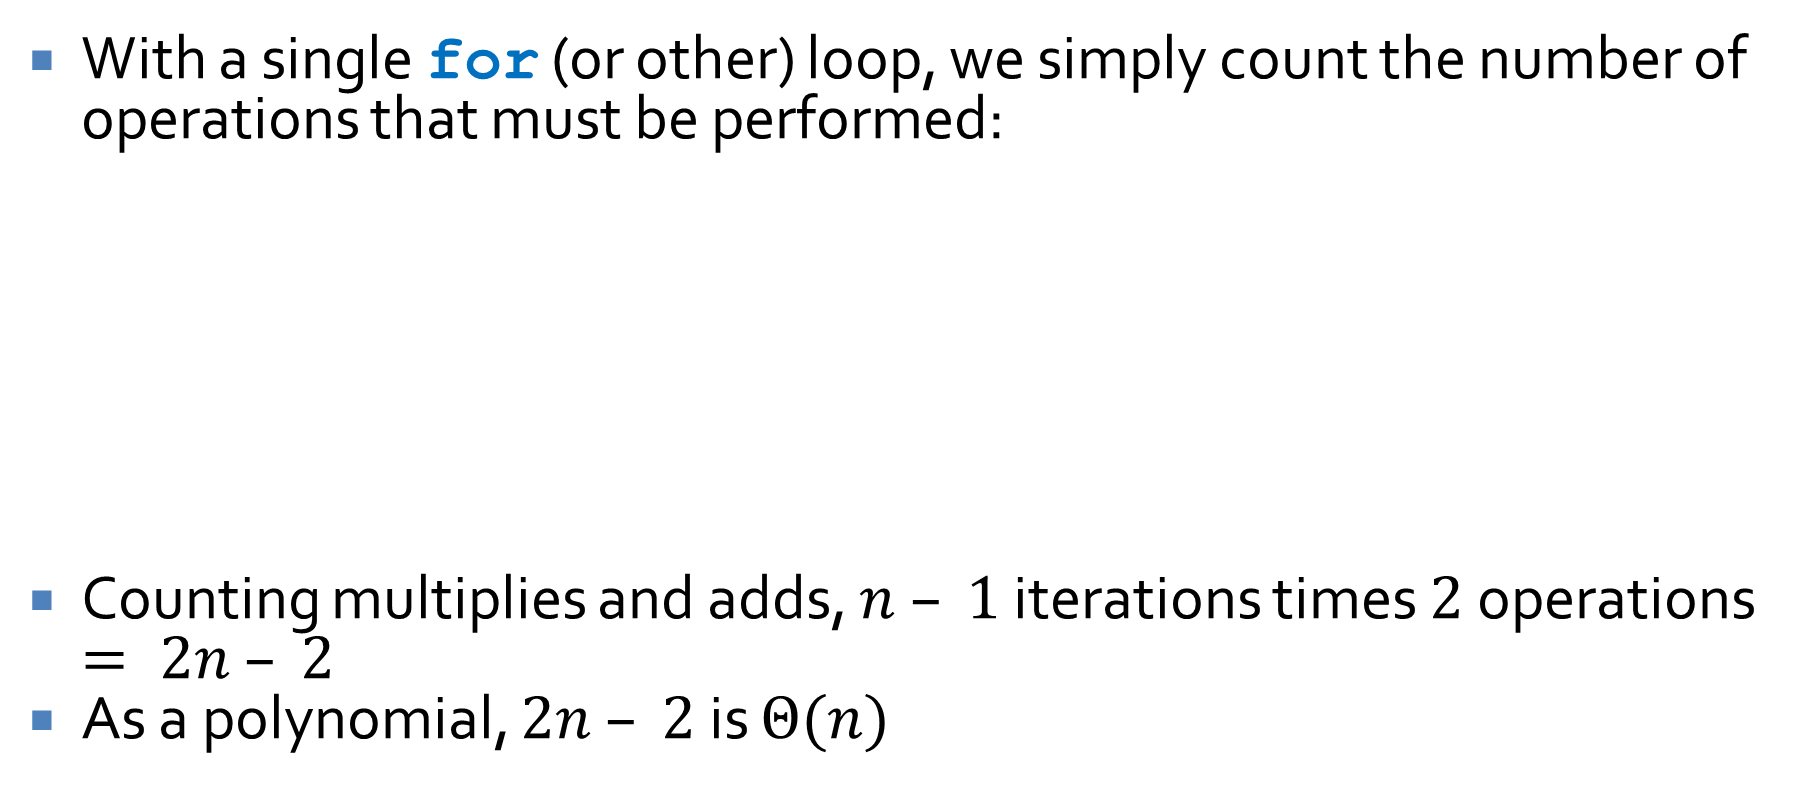 ▪ With a single for (or other) loop, we simply count the number of
operations that must be performed:
▪ Counting multiplies and adds, n – 1 iterations times 2 operations
= 2n – 2
▪ As a polynomial, 2n – 2 is Θ(n)